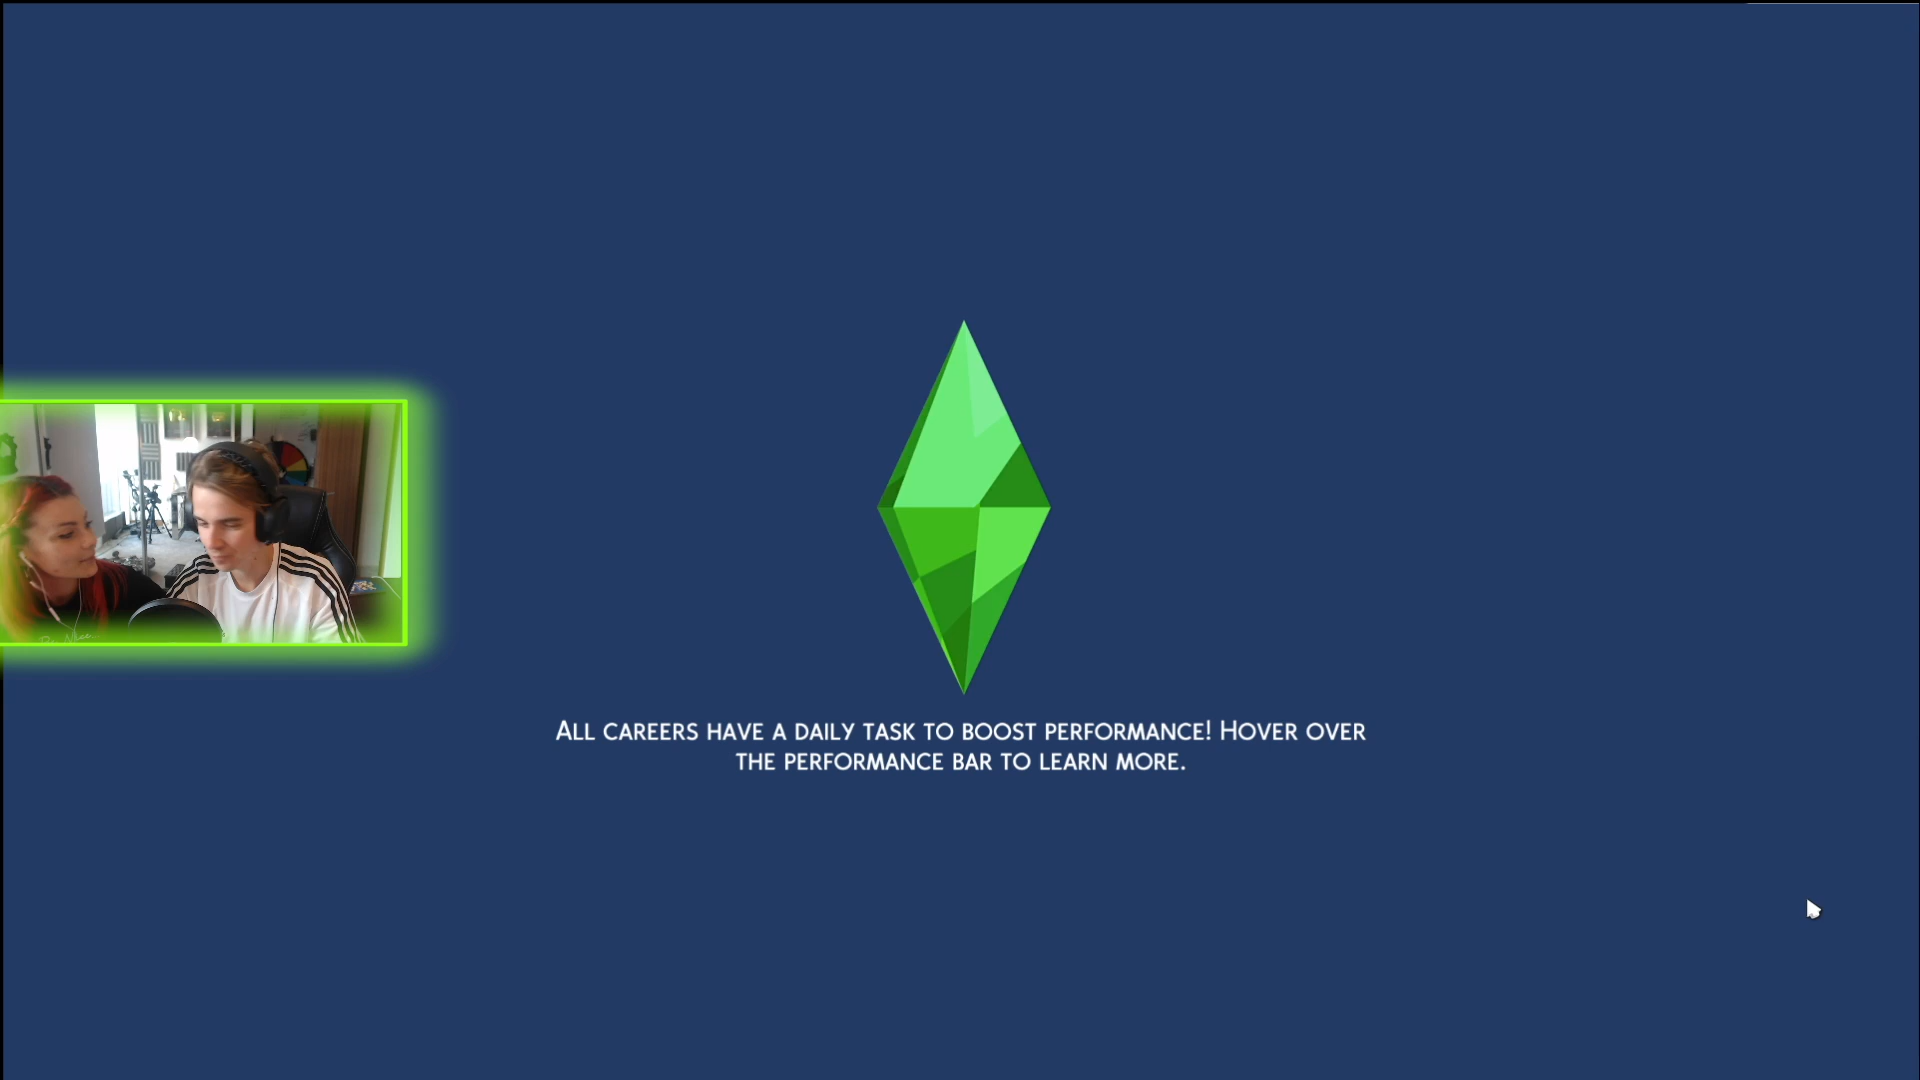 ALL CAREERS HAVE A DAILY TASK TO BOOST PERFORMANCE! HOVER OVER
THE PERFORMANCE BAR TO LEARN MORE.